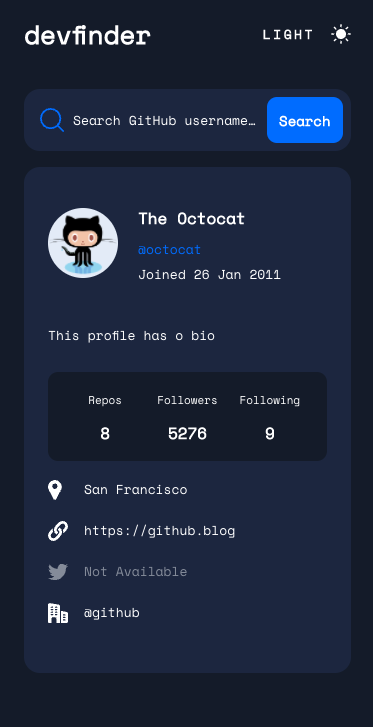 devfinder
LIGHT
Search GitHub username…
Search
The Octocat
@octocat
Joined 26 Jan 2011
This profile has o bio
Repos Followers Following
8 5276 9
San Francisco
https://github.blog
Not Available
@github